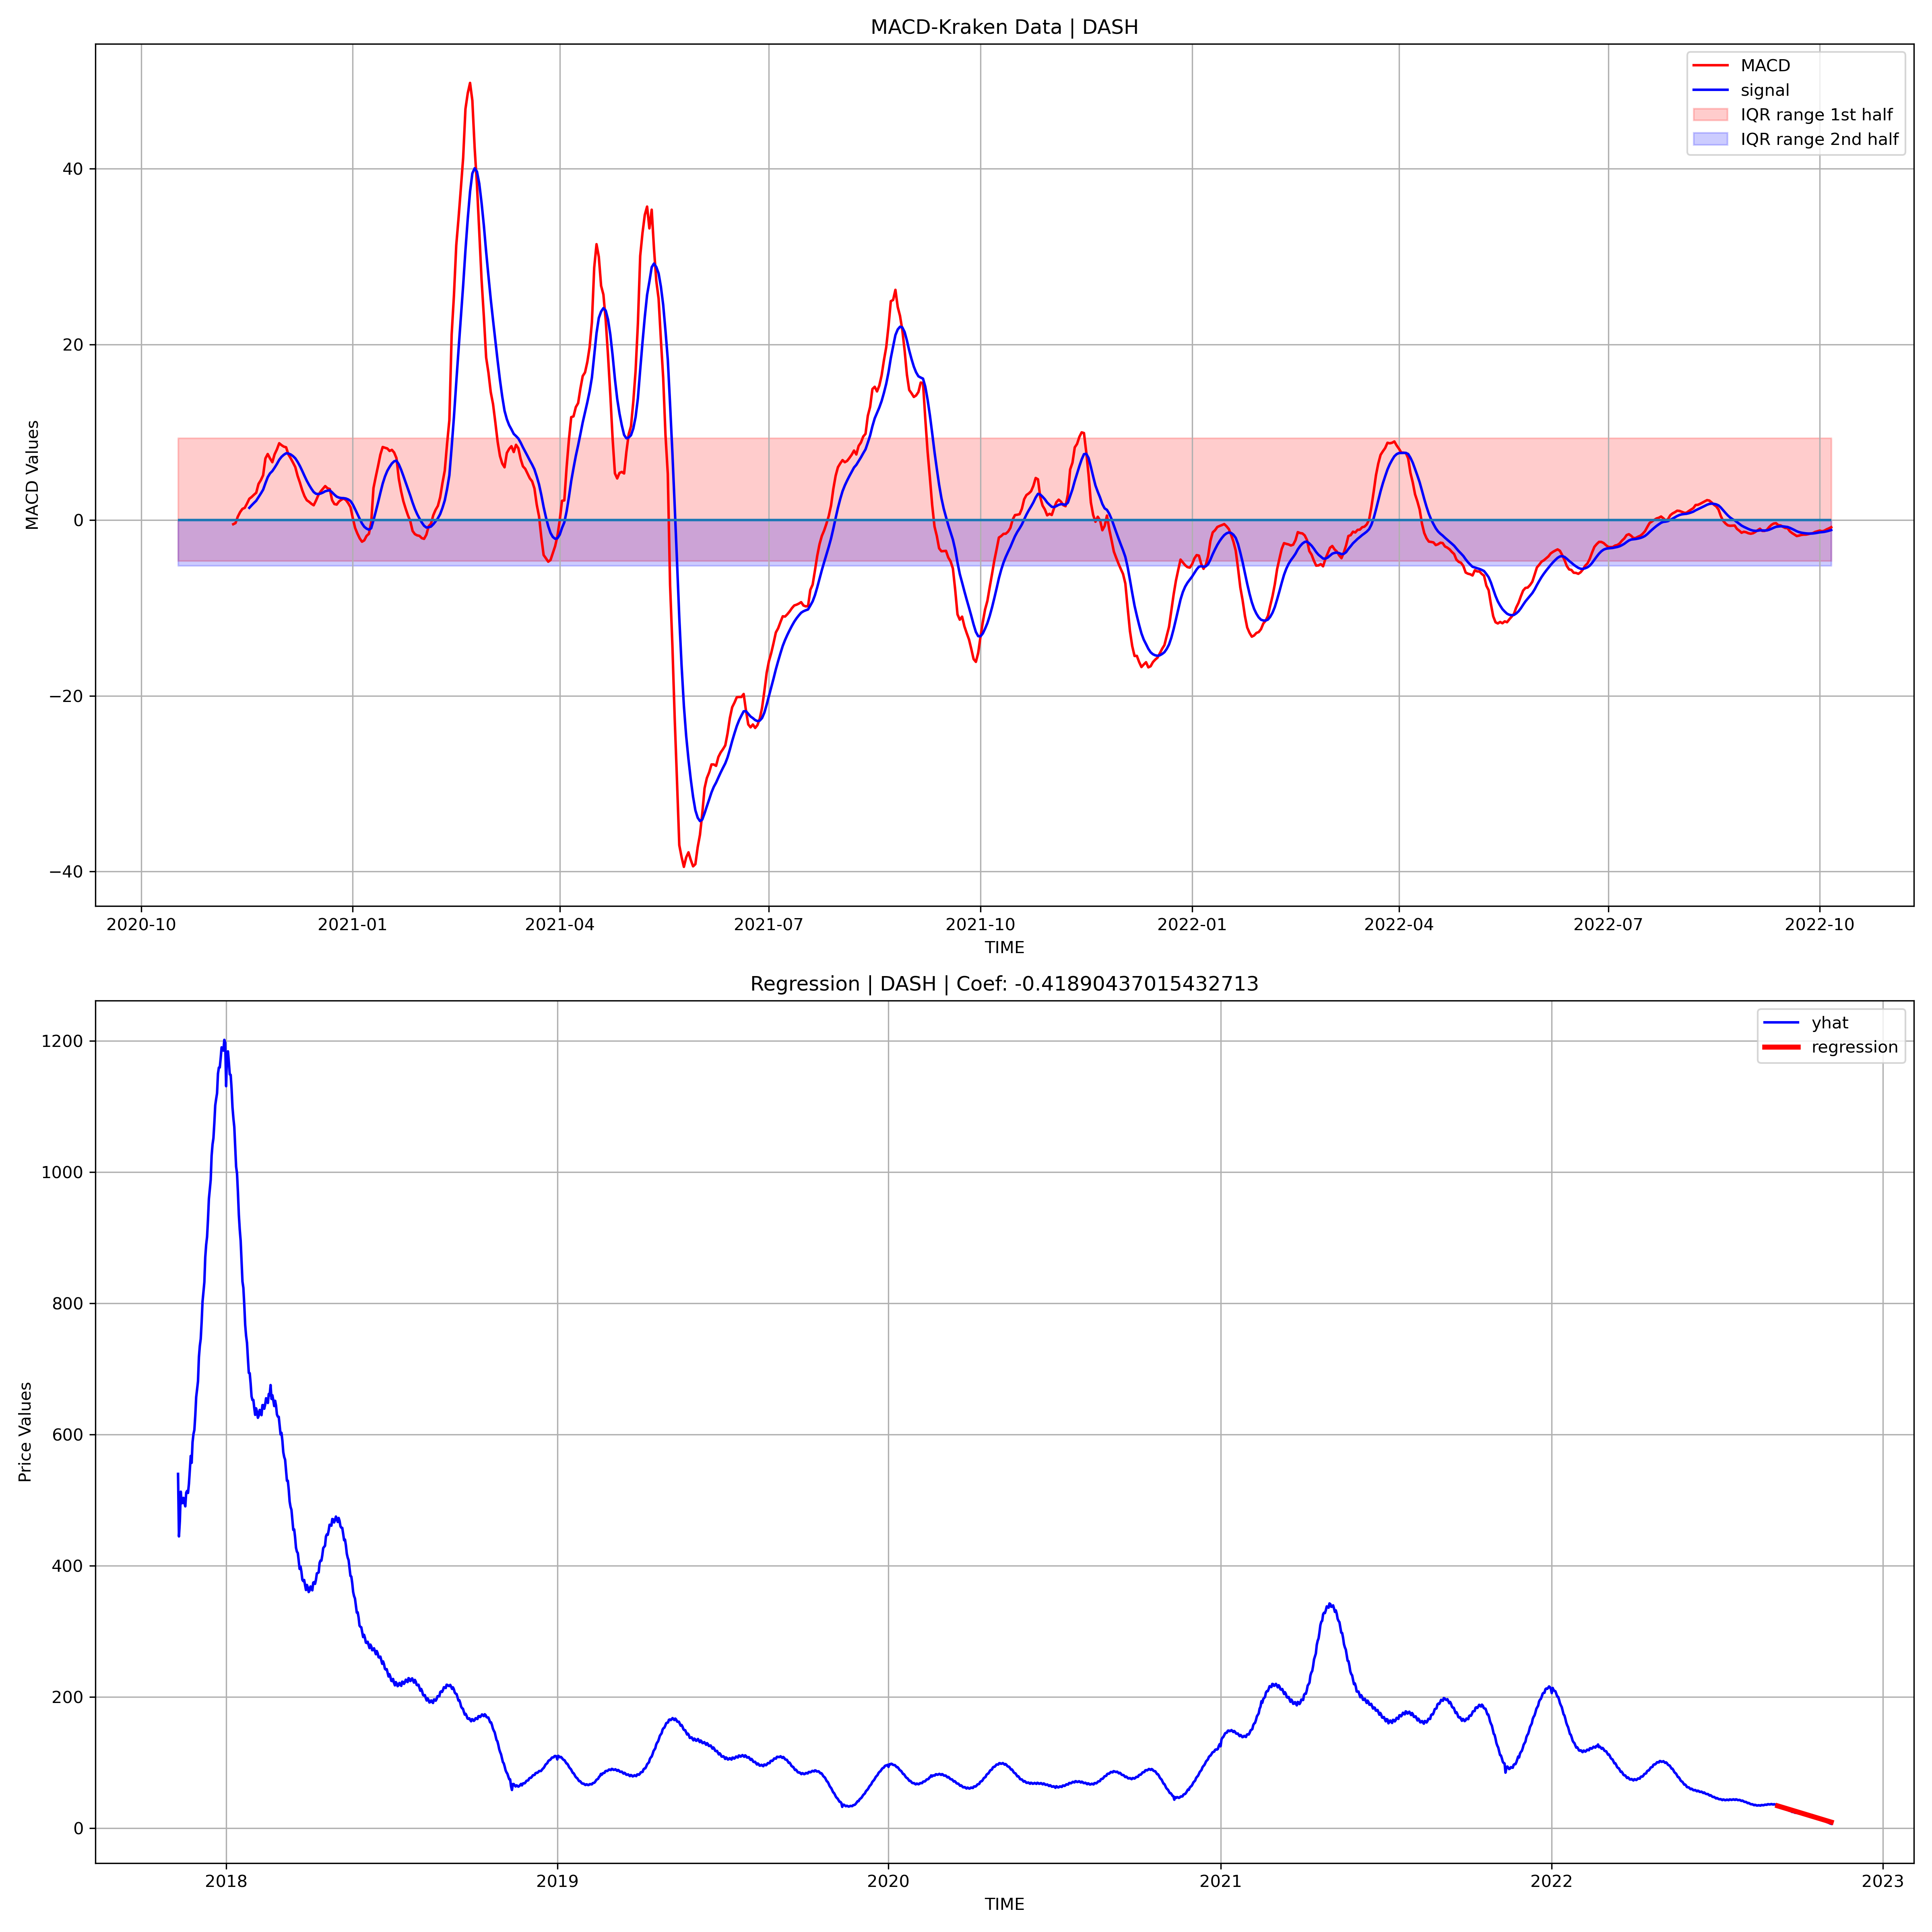 MACD-Kraken Data | DASH
MACD
signal
IQR range 1st half
IQR range 2nd half
MACD Values
40
20
0
−20
−40
2020-10 2021-01 2021-04 2021-07 2021-10 2022-01 2022-04 2022-07 2022-10
TIME
Regression | DASH | Coef: -0.41890437015432713
yhat
regression
Price Values
1200
1000
800
600
400
200
0
2018 2019 2020 2021 2022 2023
TIME